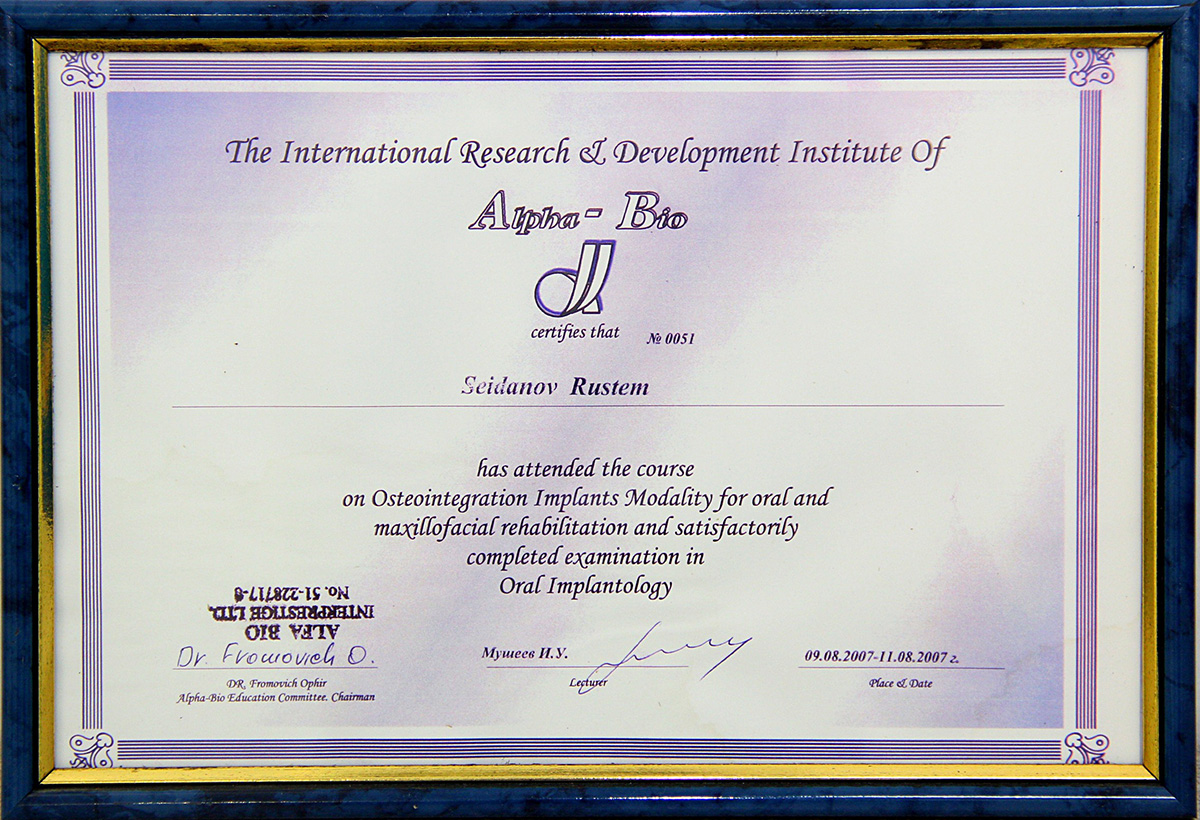 The International Research & Development Institute Of
Alpha- Bio
certifies that № 0051
Seidanov Rustem
has attended the course
on Osteointegration Implants Modality for oral and
maxillofacial rehabilitation and satisfactorily
completed examination in
Oral Implantology
ALFA BIO
INTERPRESTIGE LTD.
No. 51-228717-8
Dr. Fromovich O.
DR, Fromovich Ophir
Alpha-Bio Education Committee. Chairman
Мушеев И.У.
Lecturer
09.08.2007-11.08.2007 г.
Place & Date